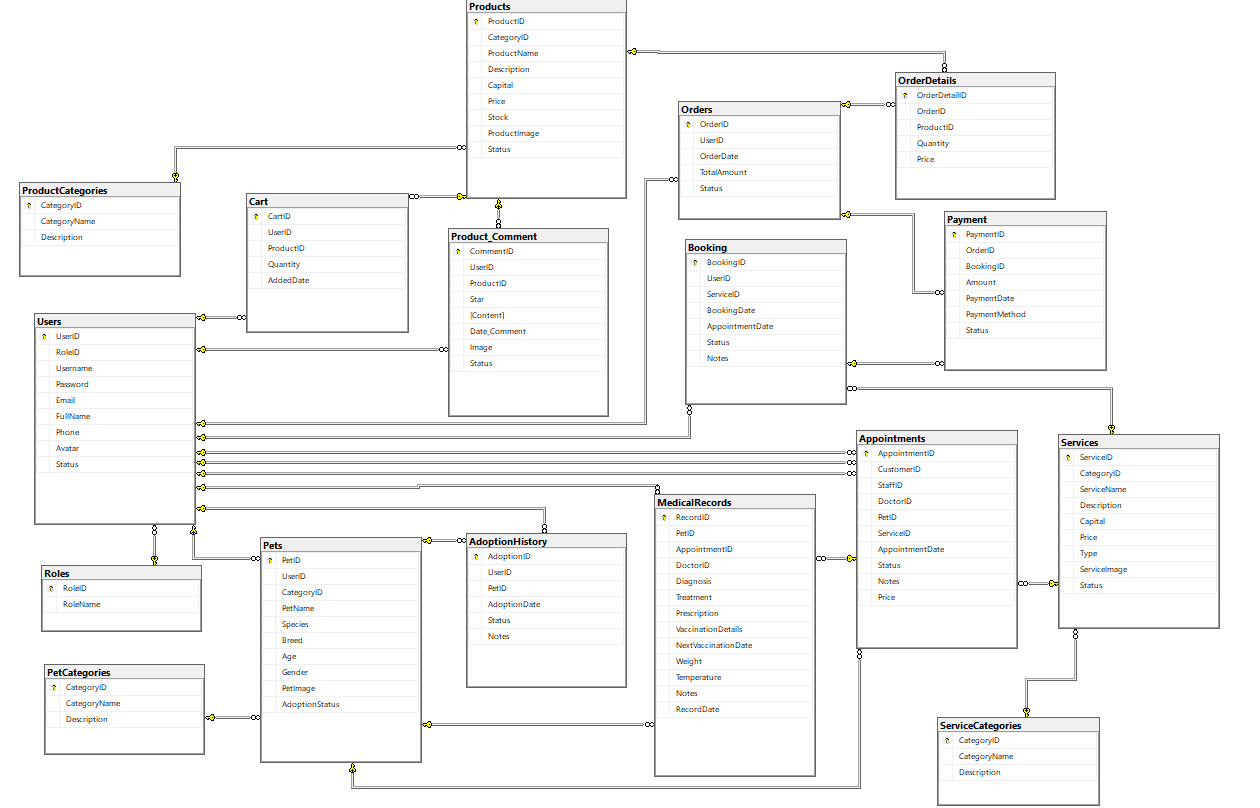 Products
ProductID
CategoryID
ProductName
Description
Capital
Price
Stock
ProductImage
Status
OrderDetails
OrderDetailID
OrderID
ProductID
Quantity
Price
Orders
OrderID
UserID
OrderDate
TotalAmount
Status
ProductCategories
CategoryID
CategoryName
Description
Cart
CartID
UserID
ProductID
Quantity
AddedDate
Product_Comment
CommentID
UserID
ProductID
Star
[Content]
Date_Comment
Image
Status
Payment
PaymentID
OrderID
BookingID
Amount
PaymentDate
PaymentMethod
Status
Booking
BookingID
UserID
ServiceID
BookingDate
AppointmentDate
Status
Notes
Users
UserID
RoleID
Username
Password
Email
FullName
Phone
Avatar
Status
Appointments
AppointmentID
CustomerID
StaffID
DoctorID
PetID
ServiceID
AppointmentDate
Status
Notes
Price
Services
ServiceID
CategoryID
ServiceName
Description
Capital
Price
Type
ServiceImage
Status
MedicalRecords
RecordID
PetID
AppointmentID
DoctorID
Diagnosis
Treatment
Prescription
VaccinationDetails
NextVaccinationDate
Weight
Temperature
Notes
RecordDate
AdoptionHistory
AdoptionID
UserID
PetID
AdoptionDate
Status
Notes
Pets
PetID
UserID
CategoryID
PetName
Species
Breed
Age
Gender
PetImage
AdoptionStatus
Roles
RoleID
RoleName
PetCategories
CategoryID
CategoryName
Description
ServiceCategories
CategoryID
CategoryName
Description